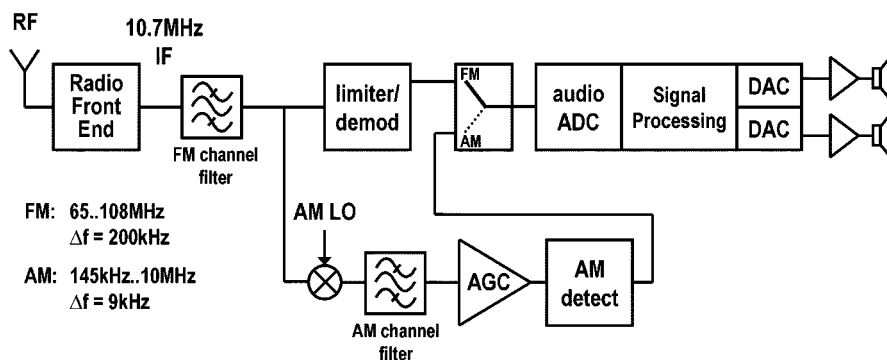 RF
10.7MHz
IF
Radio
Front
End
FM channel
filter
limiter/
demod
FM
AM
audio
ADC
Signal
Processing
DAC
DAC
FM: 65..108MHz
Δf = 200kHz
AM: 145kHz..10MHz
Δf = 9kHz
AM LO
AM channel
filter
AGC
AM
detect